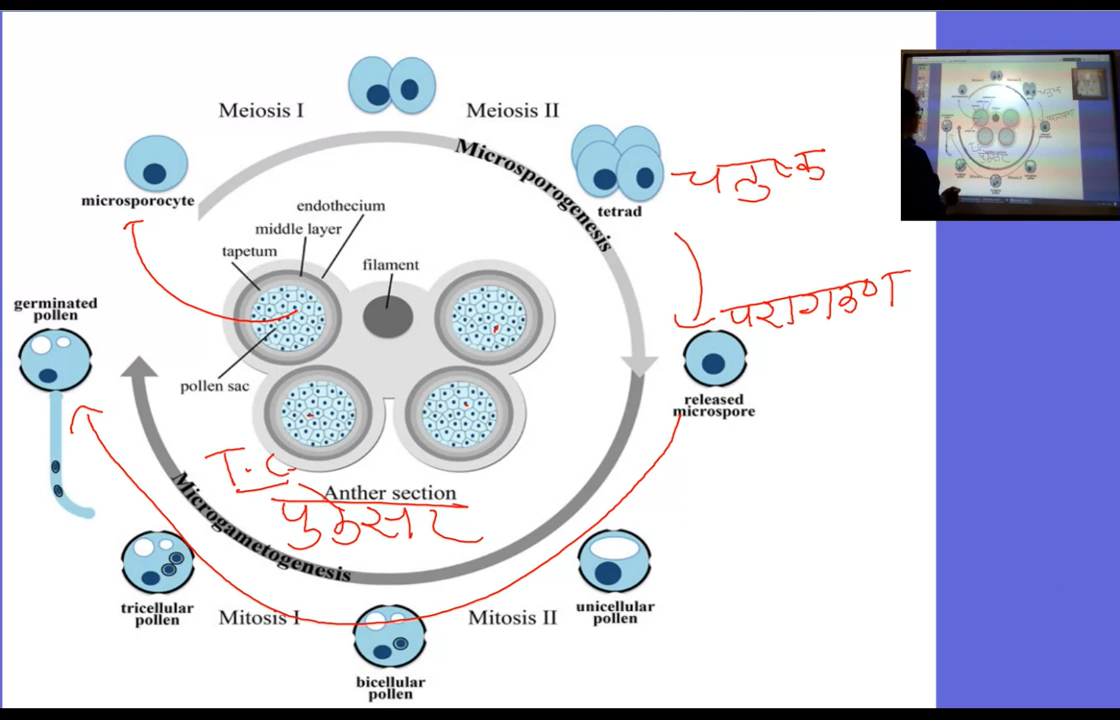 Meiosis I
Meiosis II
Microsporogenesis
microsporocyte
tetrad
चतुष्क
endothecium
middle layer
tapetum
filament
germinated
pollen
परागकण
pollen sac
released
microspore
T.C.
Anther section
पुंकेसर
Microgametogenesis
tricellular
pollen
Mitosis I
Mitosis II
unicellular
pollen
bicellular
pollen